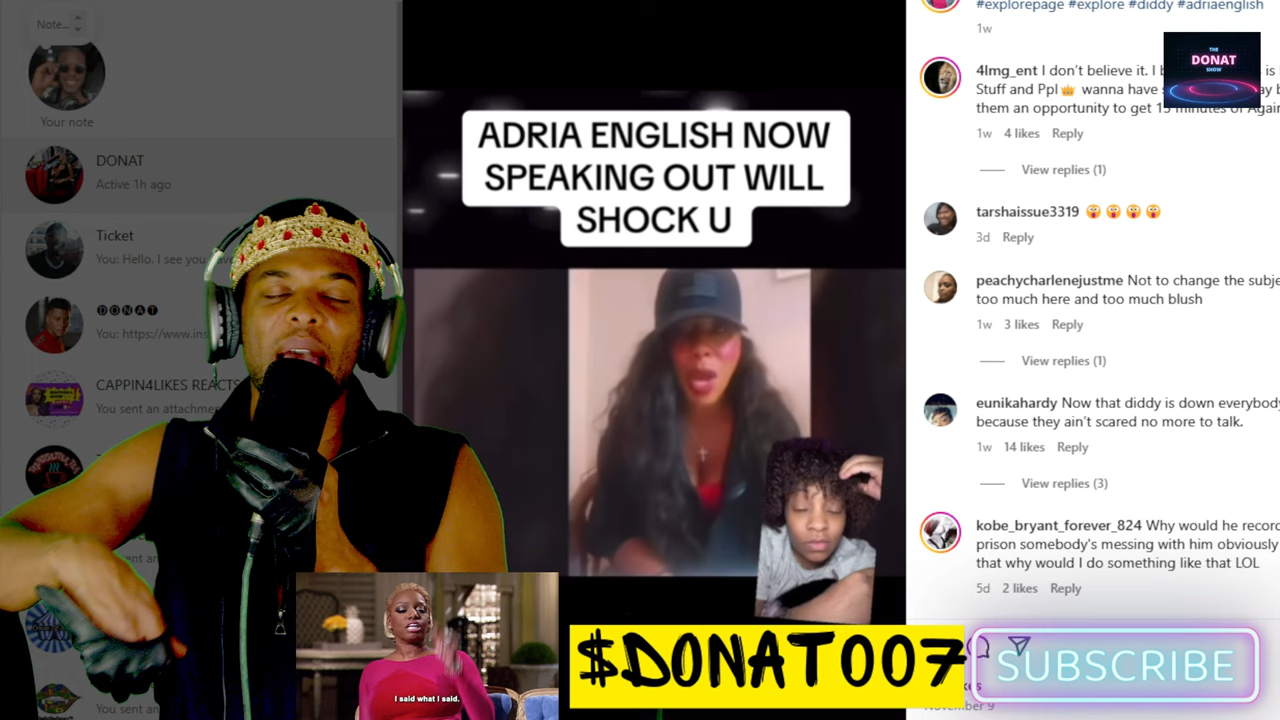 Note...
Your note
DONAT
Active 1h ago
Ticket
You: Hello. I see you
DONAT
You: https://www.ins
CAPPIN4LIKES REACTS
You sent an attachmer
You sent an
ADRIA ENGLISH NOW
SPEAKING OUT WILL
SHOCK U
I said what I said.
$DONAT007
#explorepage #explore #diddy #adriaenglish
1w
THE
DONAT
SHOW
4lmg_ent I don't believe it. I
Stuff and Ppl👑 wanna have
them an opportunity to get 15 minutes of Again
1w 4 likes Reply
View replies (1)
tarshaissue3319 😱 😱 😱 😱
3d Reply
peachycharlenejustme Not to change the subje
too much here and too much blush
1w 3 likes Reply
View replies (1)
eunikahardy Now that diddy is down everybody
because they ain't scared no more to talk.
1w 14 likes Reply
View replies (3)
kobe_bryant_forever_824 Why would he record
prison somebody's messing with him obviously
that why would I do something like that LOL
5d 2 likes Reply
SUBSCRIBE
November 9